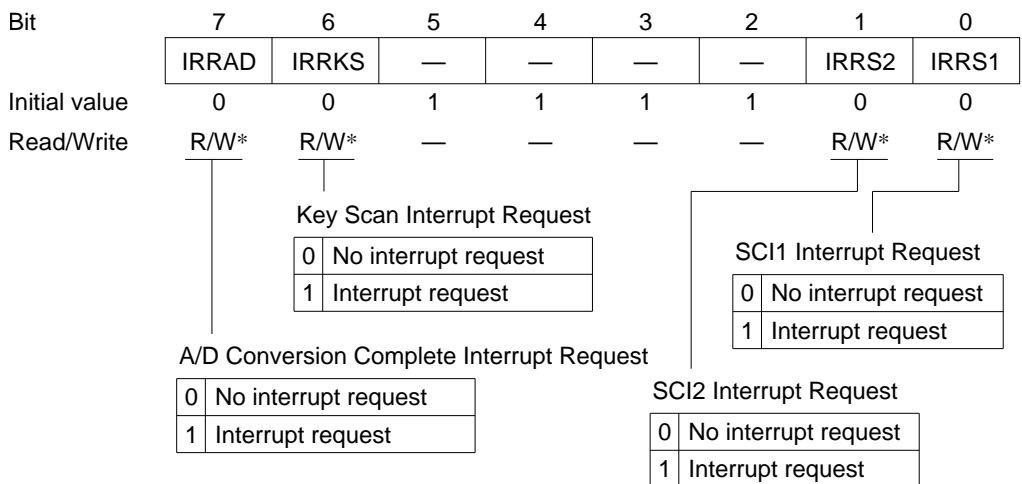 Bit 7 6 5 4 3 2 1 0
IRRAD IRRKS — — — — IRRS2 IRRS1
Initial value 0 0 1 1 1 1 0 0
Read/Write R/W* R/W* — — — — R/W* R/W*
Key Scan Interrupt Request
0 No interrupt request
1 Interrupt request
SCI1 Interrupt Request
0 No interrupt request
1 Interrupt request
A/D Conversion Complete Interrupt Request
0 No interrupt request
1 Interrupt request
SCI2 Interrupt Request
0 No interrupt request
1 Interrupt request